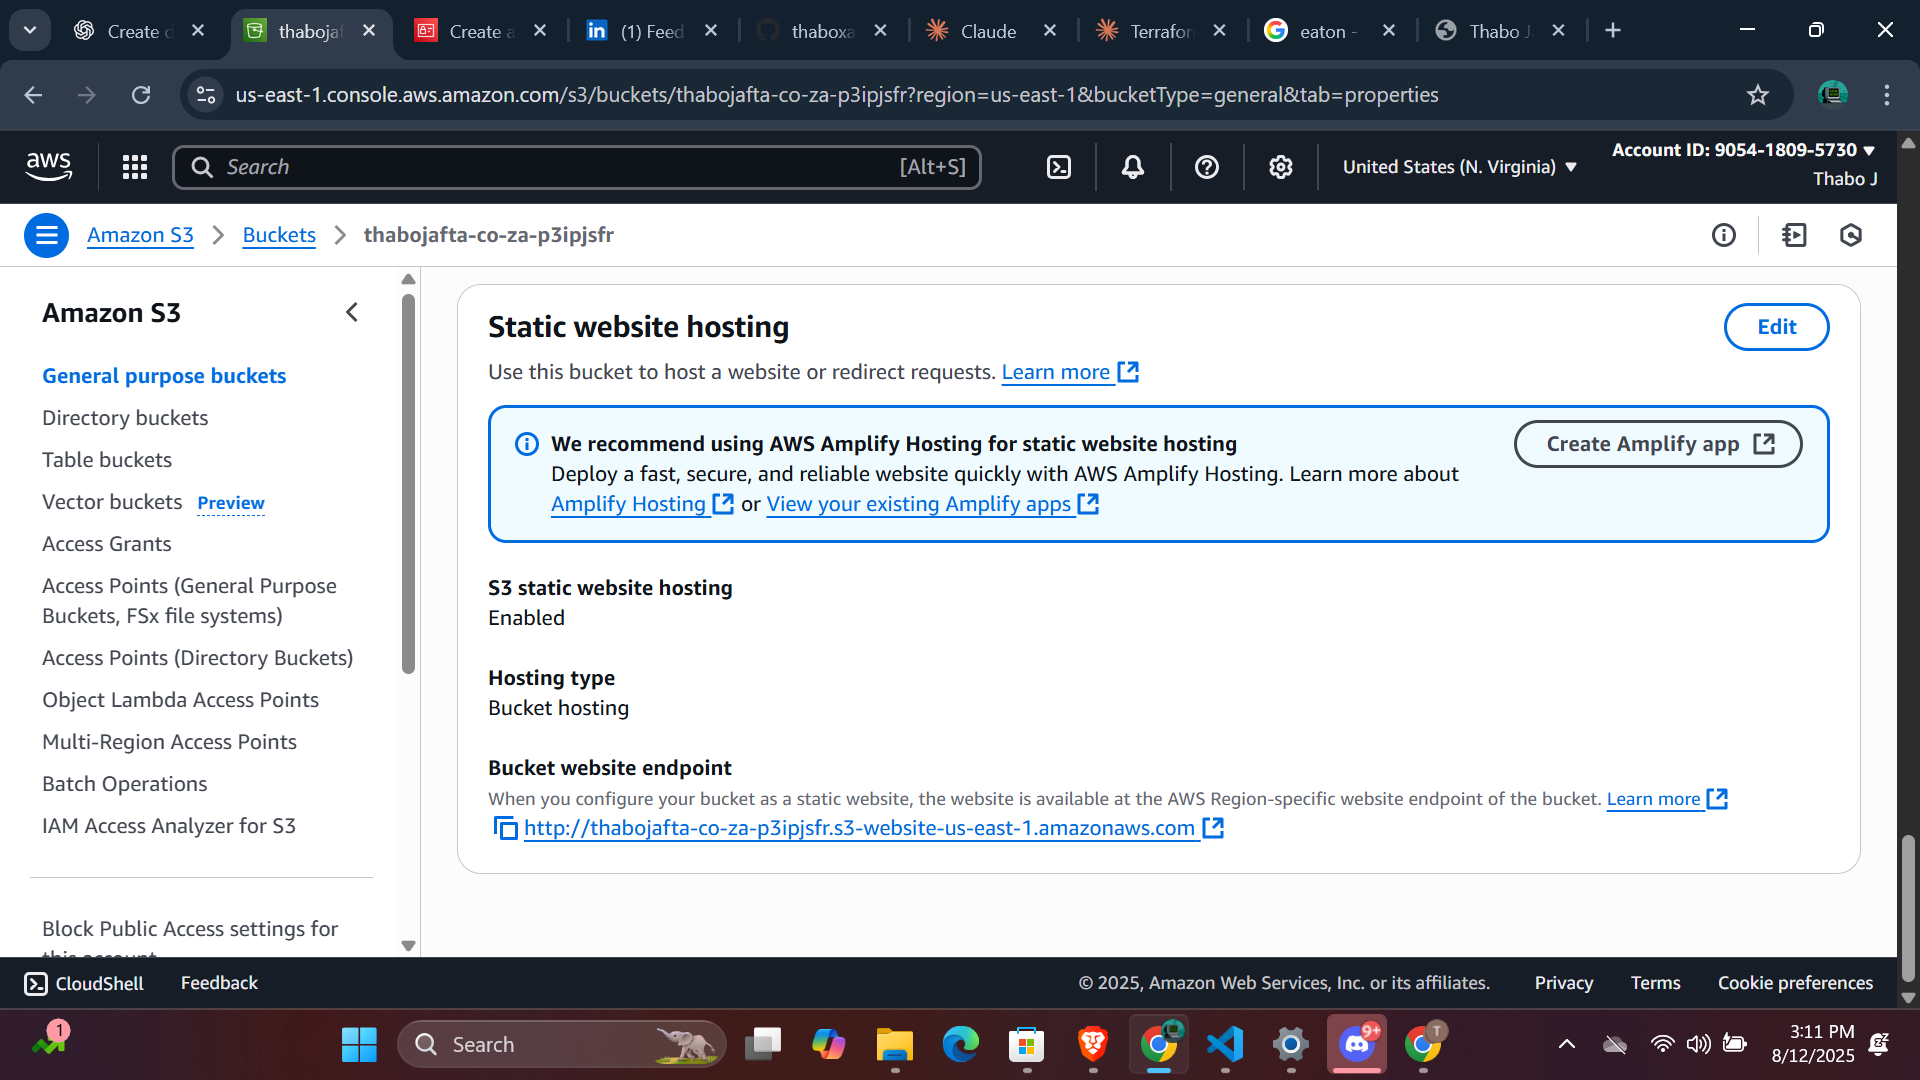 Create d
thabojaf
Create a
(1) Feed
thaboxa
Claude
Terrafor
eaton -
Thabo J
us-east-1.console.aws.amazon.com/s3/buckets/thabojafta-co-za-p3ipjsfr?region=us-east-1&bucketType=general&tab=properties
aws
Search
[Alt+S]
United States (N. Virginia)
Account ID: 9054-1809-5730
Thabo J
Amazon S3
Buckets
thabojafta-co-za-p3ipjsfr
Amazon S3
General purpose buckets
Directory buckets
Table buckets
Vector buckets Preview
Access Grants
Access Points (General Purpose
Buckets, FSx file systems)
Access Points (Directory Buckets)
Object Lambda Access Points
Multi-Region Access Points
Batch Operations
IAM Access Analyzer for S3
Block Public Access settings for
this account
Static website hosting
Edit
Use this bucket to host a website or redirect requests. Learn more
We recommend using AWS Amplify Hosting for static website hosting
Deploy a fast, secure, and reliable website quickly with AWS Amplify Hosting. Learn more about
Amplify Hosting or View your existing Amplify apps
Create Amplify app
S3 static website hosting
Enabled
Hosting type
Bucket hosting
Bucket website endpoint
When you configure your bucket as a static website, the website is available at the AWS Region-specific website endpoint of the bucket. Learn more
http://thabojafta-co-za-p3ipjsfr.s3-website-us-east-1.amazonaws.com
CloudShell
Feedback
© 2025, Amazon Web Services, Inc. or its affiliates.
Privacy
Terms
Cookie preferences
1
Search
9+
T
3:11 PM
8/12/2025